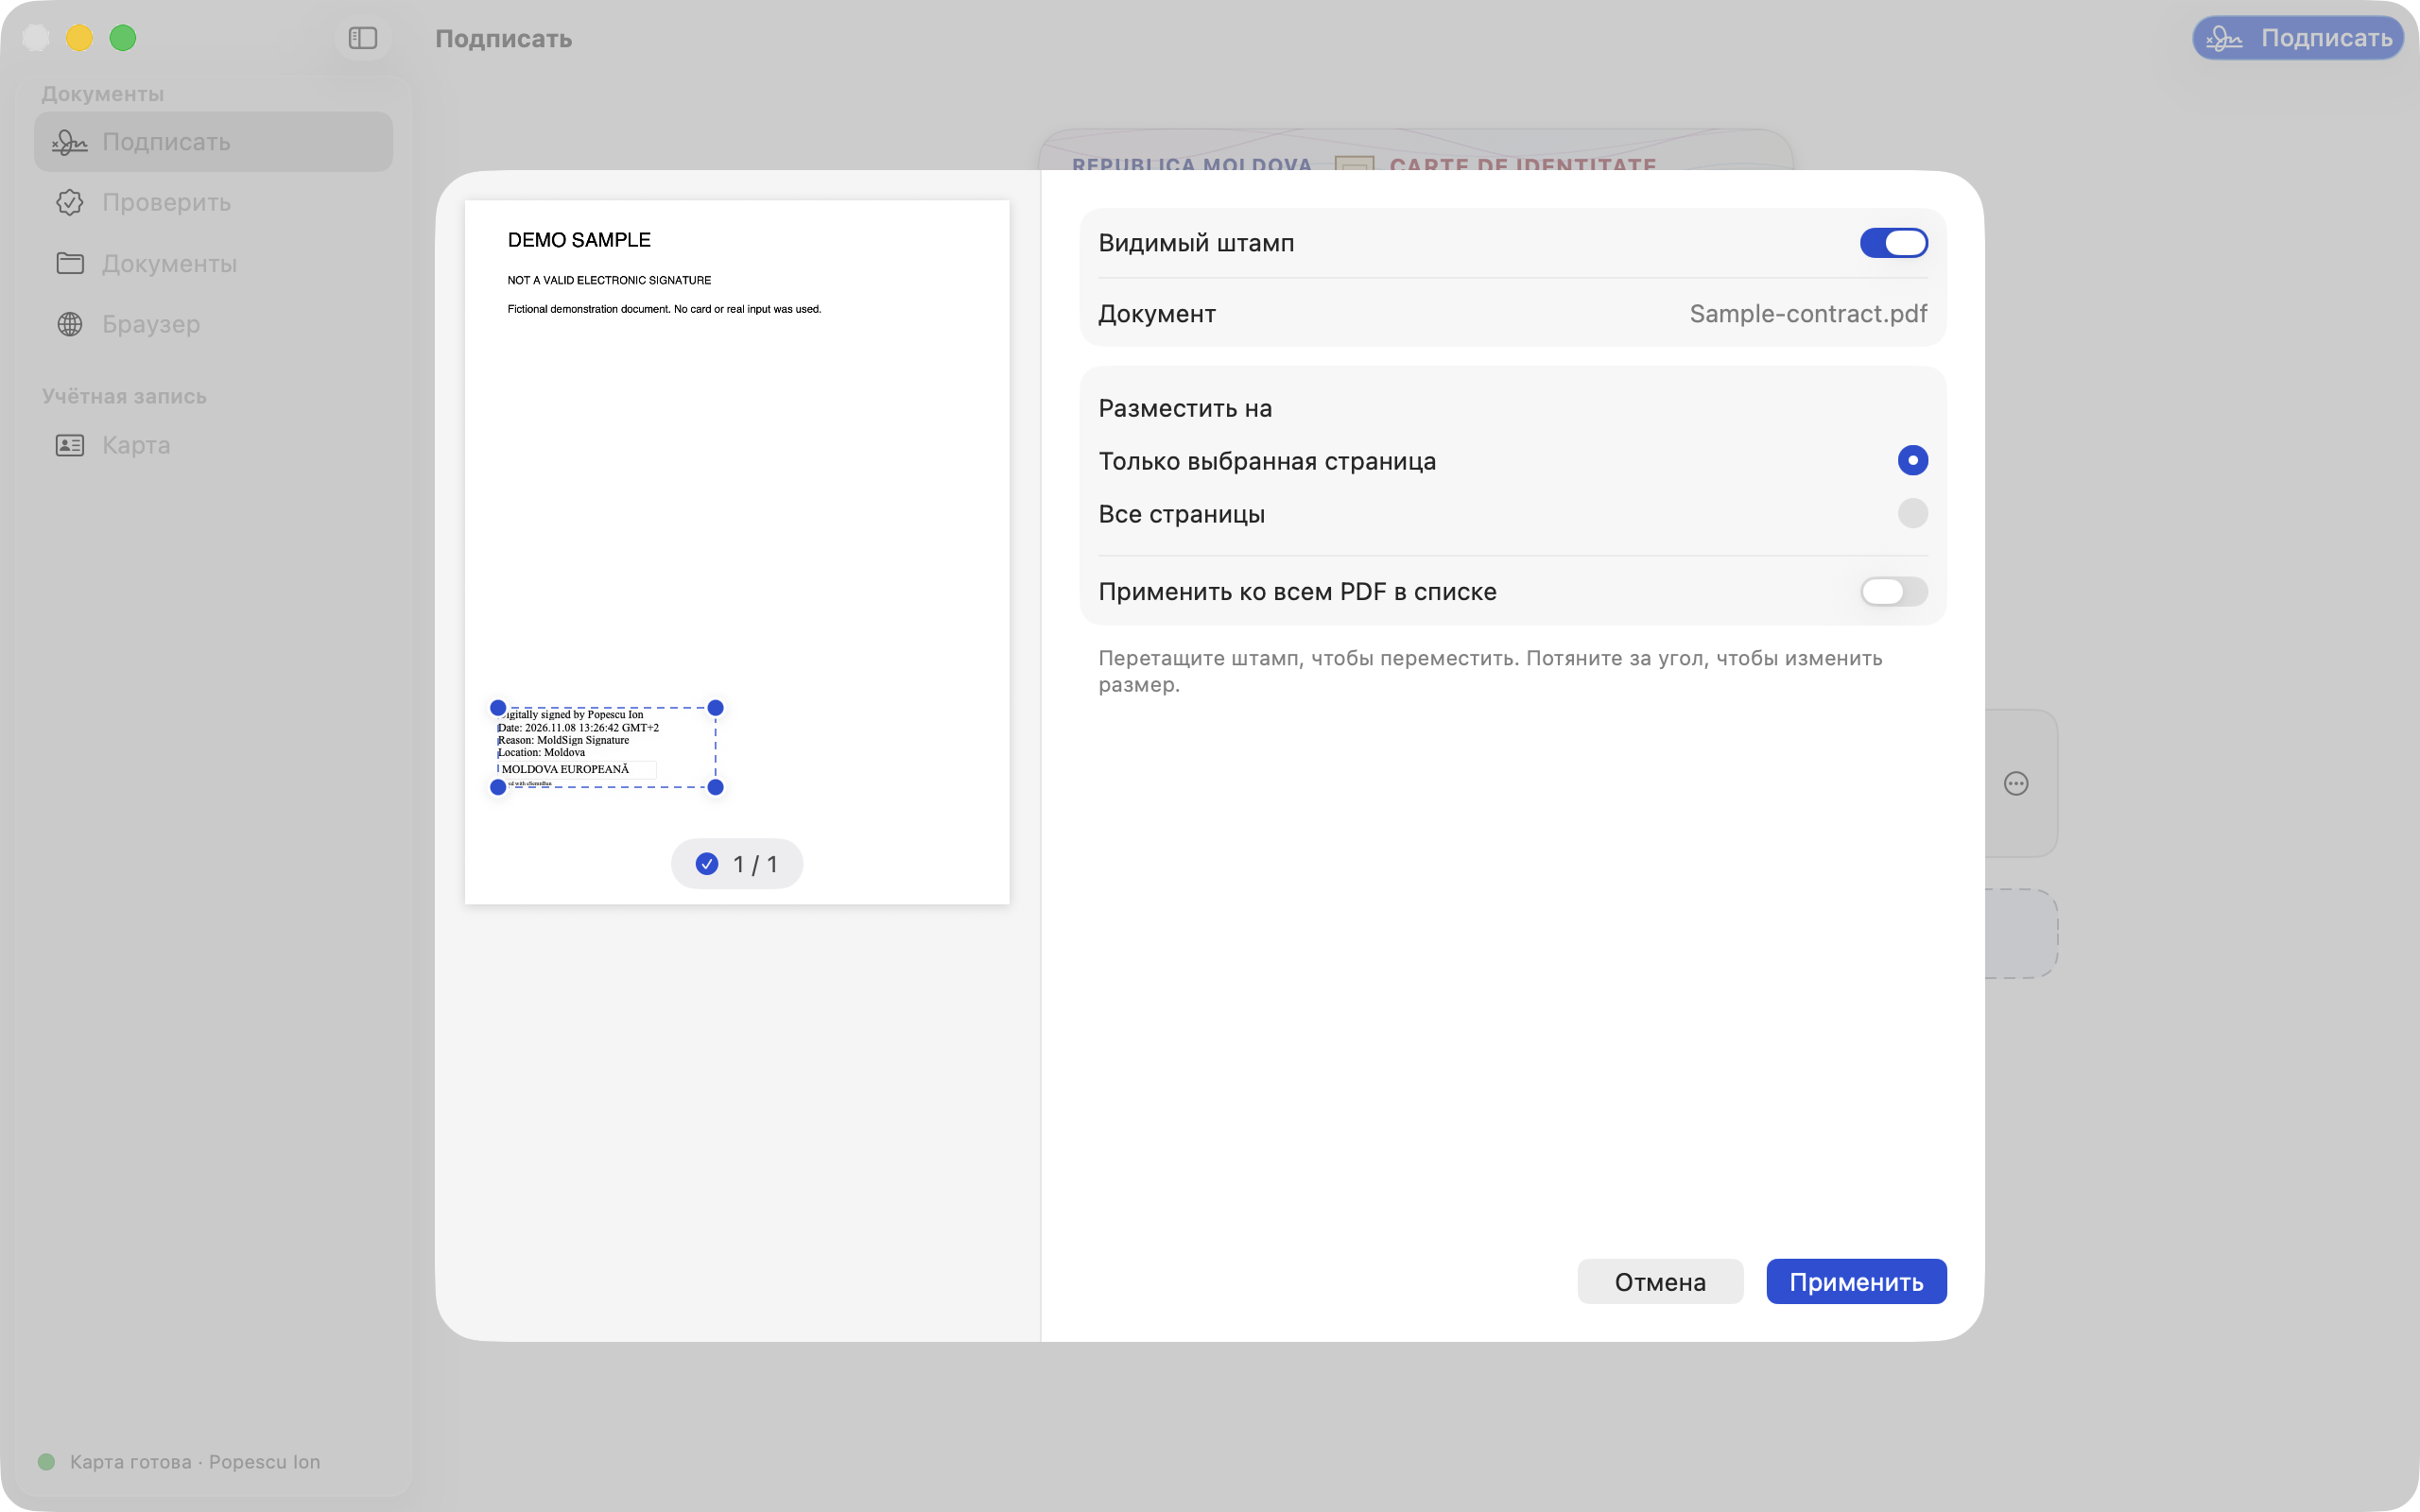 Подписать
Подписать
Документы
Подписать
Проверить
Документы
Браузер
Учётная запись
Карта
Карта готова · Popescu Ion
REPUBLICA MOLDOVA CARTE DE IDENTITATE
DEMO SAMPLE
NOT A VALID ELECTRONIC SIGNATURE
Fictional demonstration document. No card or real input was used.
signed by Popescu Ion
Date: 2026.11.08 13:26:42 GMT+2
Reason: MoldSign Signature
Location: Moldova
MOLDOVA EUROPEANĂ
1 / 1
Видимый штамп
Документ Sample-contract.pdf
Разместить на
Только выбранная страница
Все страницы
Применить ко всем PDF в списке
Перетащите штамп, чтобы переместить. Потяните за угол, чтобы изменить
размер.
Отмена
Применить